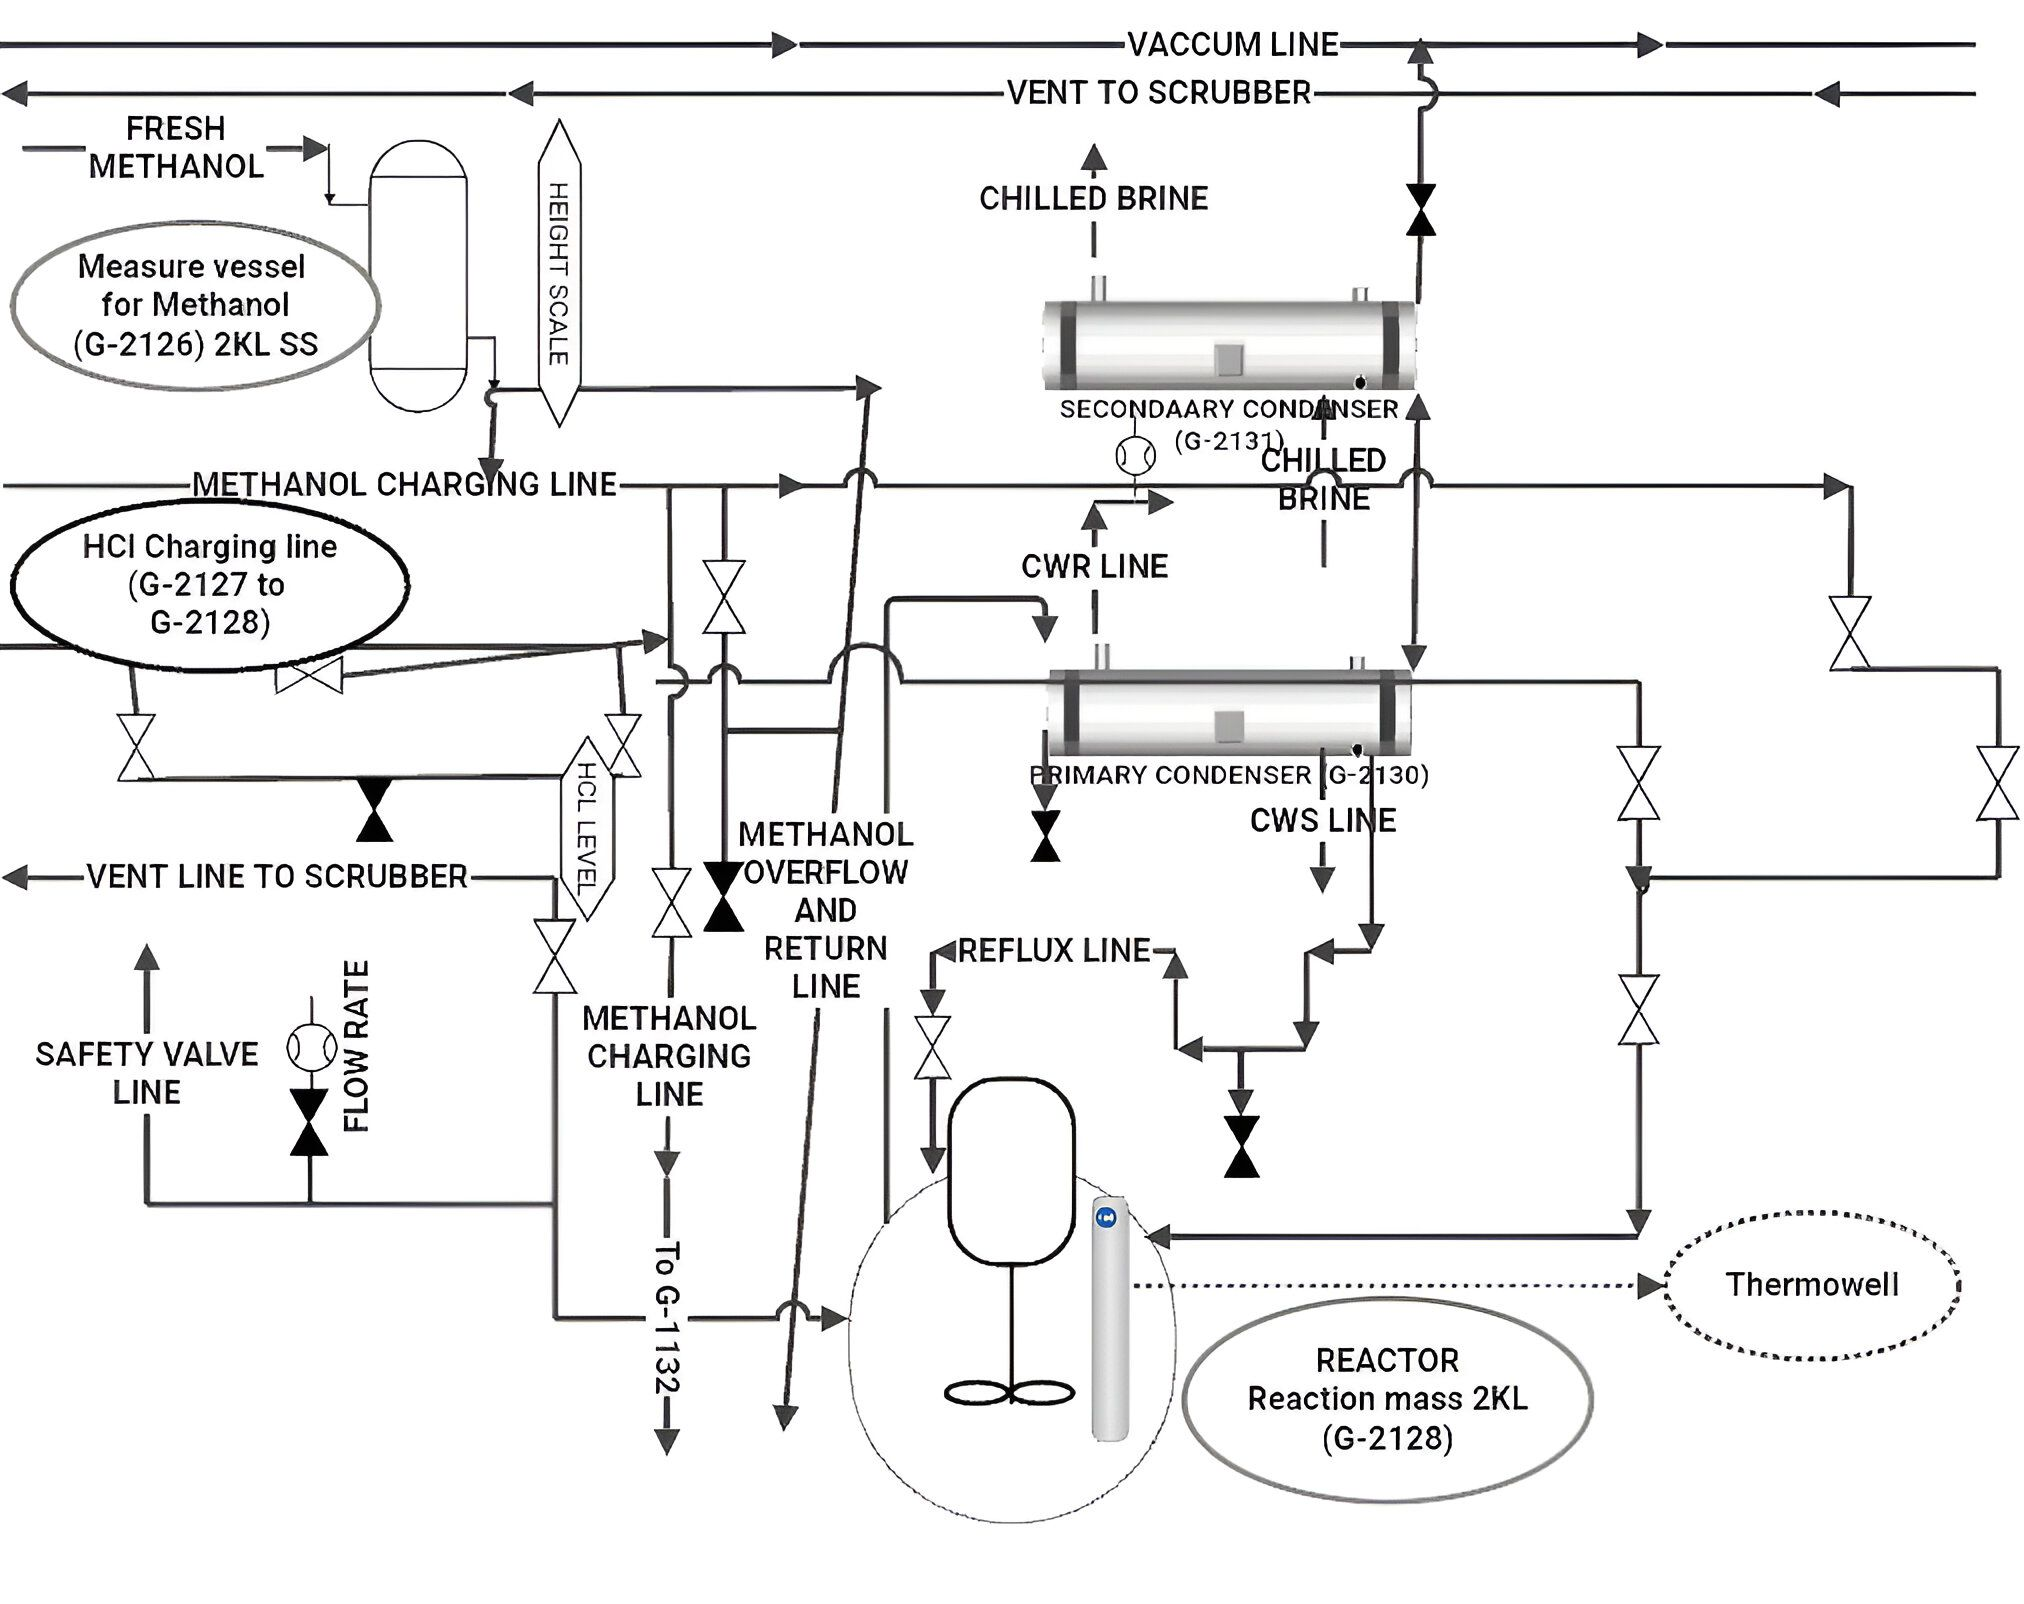 VACCUM LINE
VENT TO SCRUBBER
FRESH
METHANOL
HEIGHT SCALE
CHILLED BRINE
Measure vessel
for Methanol
(G-2126) 2KL SS
SECONDAARY CONDENSER
(G-2131)
CHILLED
BRINE
METHANOL CHARGING LINE
HCl Charging line
(G-2127 to
G-2128)
CWR LINE
PRIMARY CONDENSER (G-2130)
CWS LINE
HCL LEVEL
METHANOL
OVERFLOW
AND
RETURN
LINE
VENT LINE TO SCRUBBER
REFLUX LINE
FLOW RATE
SAFETY VALVE
LINE
METHANOL
CHARGING
LINE
To G-1132
Thermowell
REACTOR
Reaction mass 2KL
(G-2128)